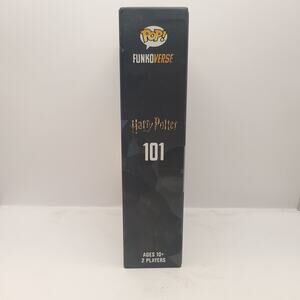 POP!
FUNKOVERSE
Harry Potter
101
AGES 10+
2 PLAYERS